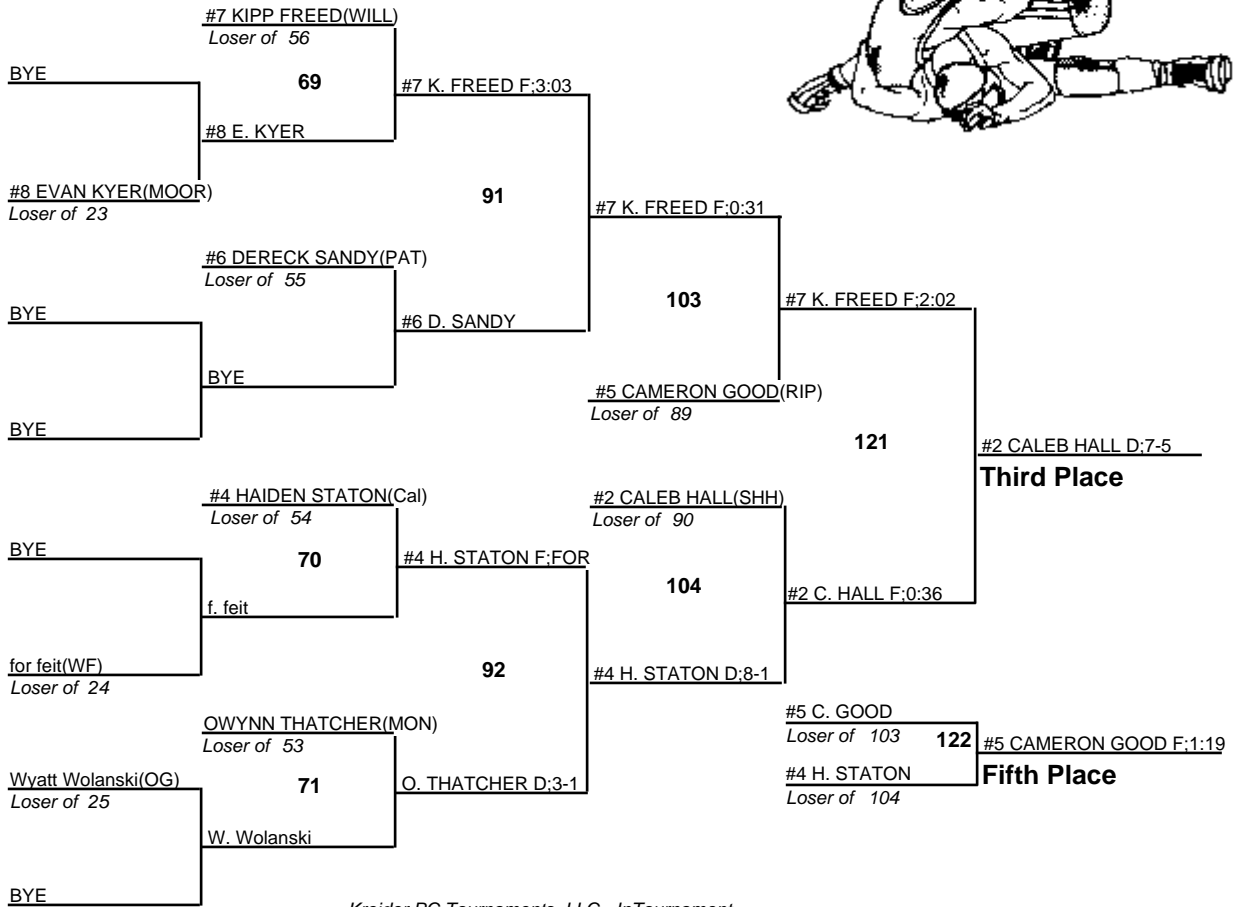 #7 KIPP FREED(WILL)
Loser of 56
BYE
69
#7 K. FREED F;3:03
#8 E. KYER
#8 EVAN KYER(MOOR)
Loser of 23
91
#7 K. FREED F;0:31
#6 DERECK SANDY(PAT)
Loser of 55
103
#7 K. FREED F;2:02
BYE
#6 D. SANDY
BYE
#5 CAMERON GOOD(RIP)
Loser of 89
BYE
121
#2 CALEB HALL D;7-5
Third Place
#4 HAIDEN STATON(Cal)
Loser of 54
#2 CALEB HALL(SHH)
Loser of 90
BYE
70
#4 H. STATON F;FOR
104
#2 C. HALL F;0:36
f. feit
for feit(WF)
Loser of 24
92
#4 H. STATON D;8-1
OWYNN THATCHER(MON)
Loser of 53
#5 C. GOOD
Loser of 103
122
#5 CAMERON GOOD F;1:19
Fifth Place
Wyatt Wolanski(OG)
Loser of 25
71
O. THATCHER D;3-1
#4 H. STATON
Loser of 104
W. Wolanski
BYE